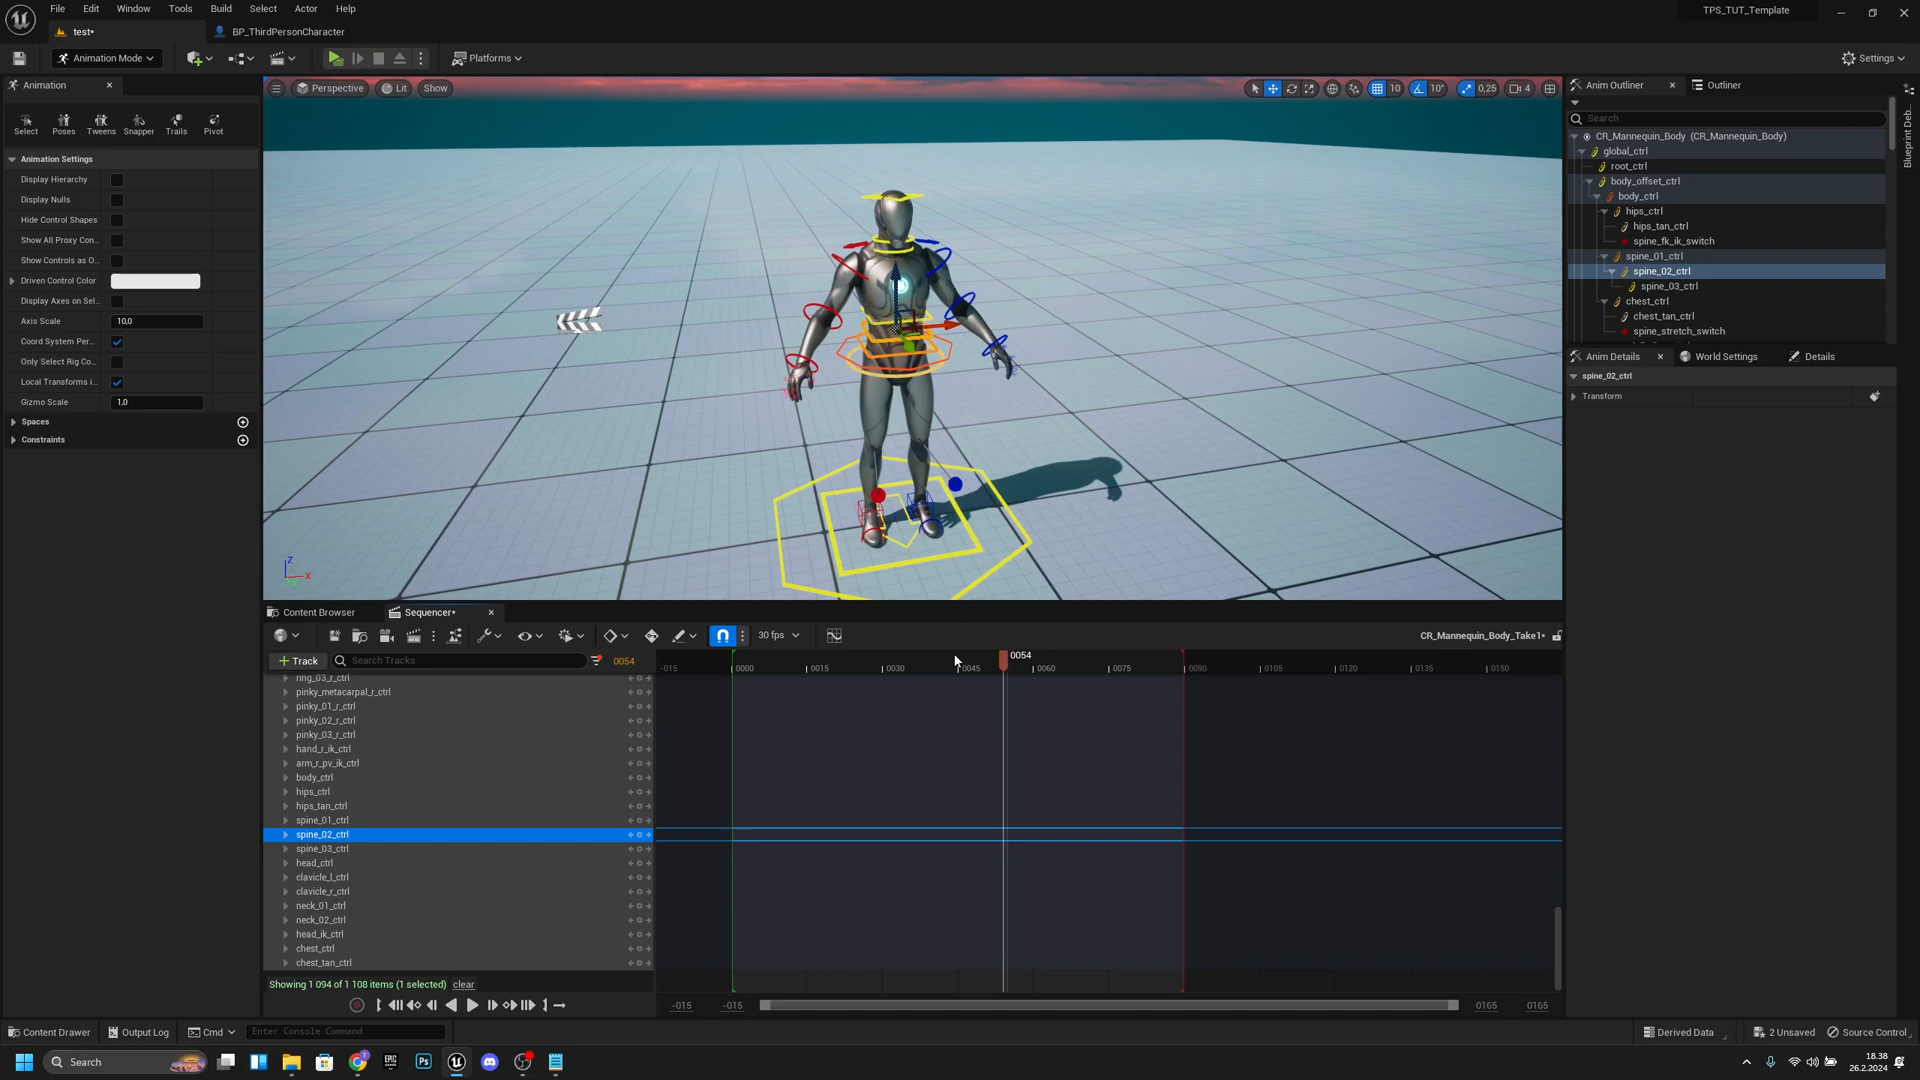 File Edit Window Tools Build Select Actor Help
TPS_TUT_Template
test•
BP_ThirdPersonCharacter
Animation Mode
Platforms
Settings
Animation
Perspective
Lit
Show
10
10°
0,25
4
Anim Outliner
Outliner
Blueprint Deb...
Select Poses Tweens Snapper Trails Pivot
Search
Animation Settings
Display Hierarchy
Display Nulls
Hide Control Shapes
Show All Proxy Con...
Show Controls as O...
Driven Control Color
Display Axes on Sel...
Axis Scale 10,0
Coord System Per...
Only Select Rig Co...
Local Transforms i...
Gizmo Scale 1,0
Spaces
Constraints
CR_Mannequin_Body (CR_Mannequin_Body)
global_ctrl
root_ctrl
body_offset_ctrl
body_ctrl
hips_ctrl
hips_tan_ctrl
spine_fk_ik_switch
spine_01_ctrl
spine_02_ctrl
spine_03_ctrl
chest_ctrl
chest_tan_ctrl
spine_stretch_switch
Anim Details
World Settings
Details
spine_02_ctrl
Transform
Z
X
Content Browser
Sequencer•
30 fps
CR_Mannequin_Body_Take1•
+ Track
Search Tracks
0054
0054
-015 0000 0015 0030 0045 0060 0075 0090 0105 0120 0135 0150
ring_03_r_ctrl
pinky_metacarpal_r_ctrl
pinky_01_r_ctrl
pinky_02_r_ctrl
pinky_03_r_ctrl
hand_r_ik_ctrl
arm_r_pv_ik_ctrl
body_ctrl
hips_ctrl
hips_tan_ctrl
spine_01_ctrl
spine_02_ctrl
spine_03_ctrl
head_ctrl
clavicle_l_ctrl
clavicle_r_ctrl
neck_01_ctrl
neck_02_ctrl
head_ik_ctrl
chest_ctrl
chest_tan_ctrl
Showing 1 094 of 1 108 items (1 selected) clear
-015 -015 0165 0165
Content Drawer
Output Log
Cmd
Enter Console Command
Derived Data
2 Unsaved
Source Control
Search
EPIC
Ps
18.38
26.2.2024